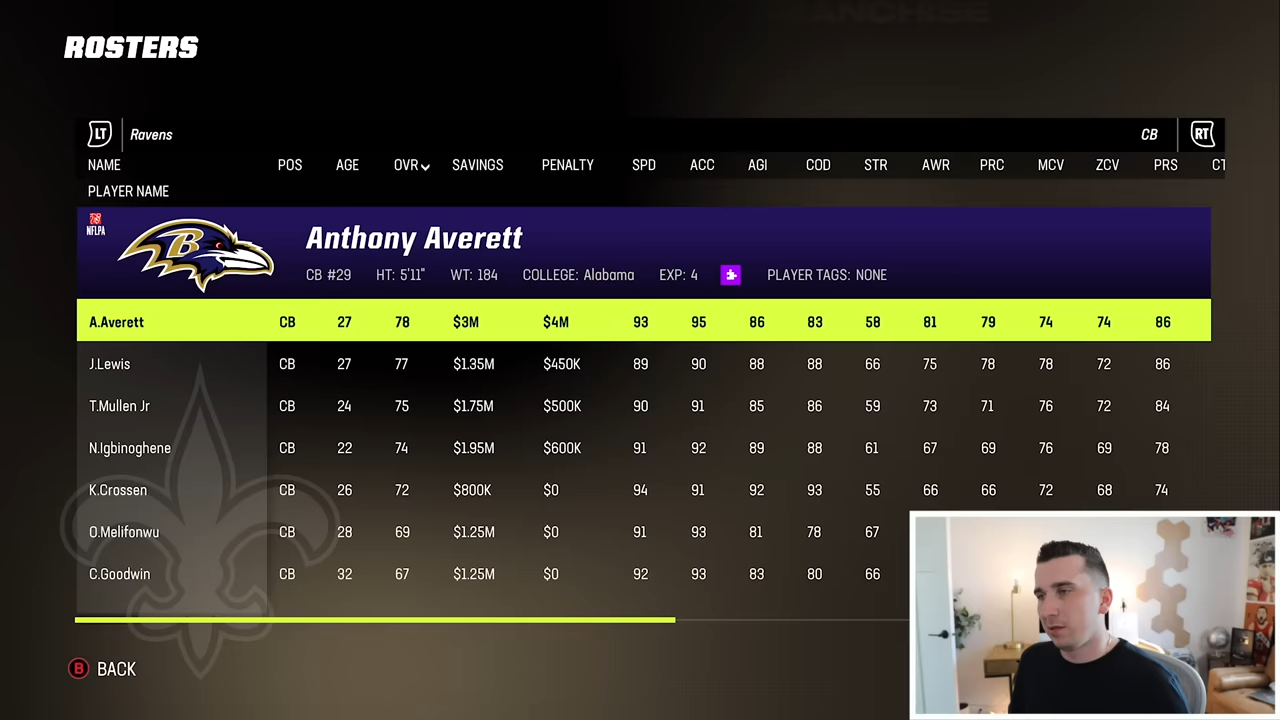 ROSTERS
LT Ravens CB RT
NAME POS AGE OVR SAVINGS PENALTY SPD ACC AGI COD STR AWR PRC MCV ZCV PRS CT
PLAYER NAME
NFLPA
B
Anthony Averett
CB #29 HT: 5'11" WT: 184 COLLEGE: Alabama EXP: 4 PLAYER TAGS: NONE
A.Averett CB 27 78 $3M $4M 93 95 86 83 58 81 79 74 74 86
J.Lewis CB 27 77 $1.35M $450K 89 90 88 88 66 75 78 78 72 86
T.Mullen Jr CB 24 75 $1.75M $500K 90 91 85 86 59 73 71 76 72 84
N.Igbinoghene CB 22 74 $1.95M $600K 91 92 89 88 61 67 69 76 69 78
K.Crossen CB 26 72 $800K $0 94 91 92 93 55 66 66 72 68 74
O.Melifonwu CB 28 69 $1.25M $0 91 93 81 78 67
C.Goodwin CB 32 67 $1.25M $0 92 93 83 80 66
B BACK